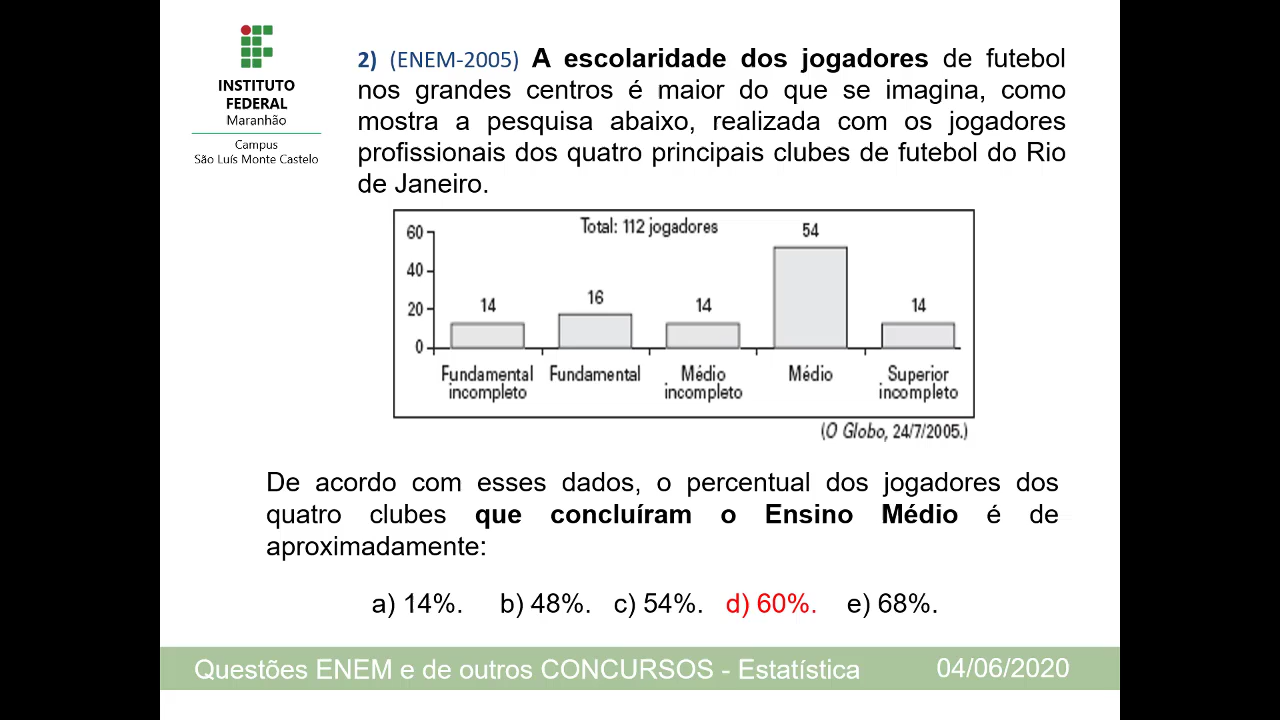 INSTITUTO
FEDERAL
Maranhão
Campus
São Luís Monte Castelo
2) (ENEM-2005) A escolaridade dos jogadores de futebol
nos grandes centros é maior do que se imagina, como
mostra a pesquisa abaixo, realizada com os jogadores
profissionais dos quatro principais clubes de futebol do Rio
de Janeiro.
Total: 112 jogadores
60
40
20
0
14
16
14
54
14
Fundamental
incompleto
Fundamental
Médio
incompleto
Médio
Superior
incompleto
(O Globo, 24/7/2005.)
De acordo com esses dados, o percentual dos jogadores dos
quatro clubes que concluíram o Ensino Médio é de
aproximadamente:
a) 14%. b) 48%. c) 54%. d) 60%. e) 68%.
Questões ENEM e de outros CONCURSOS - Estatística 04/06/2020